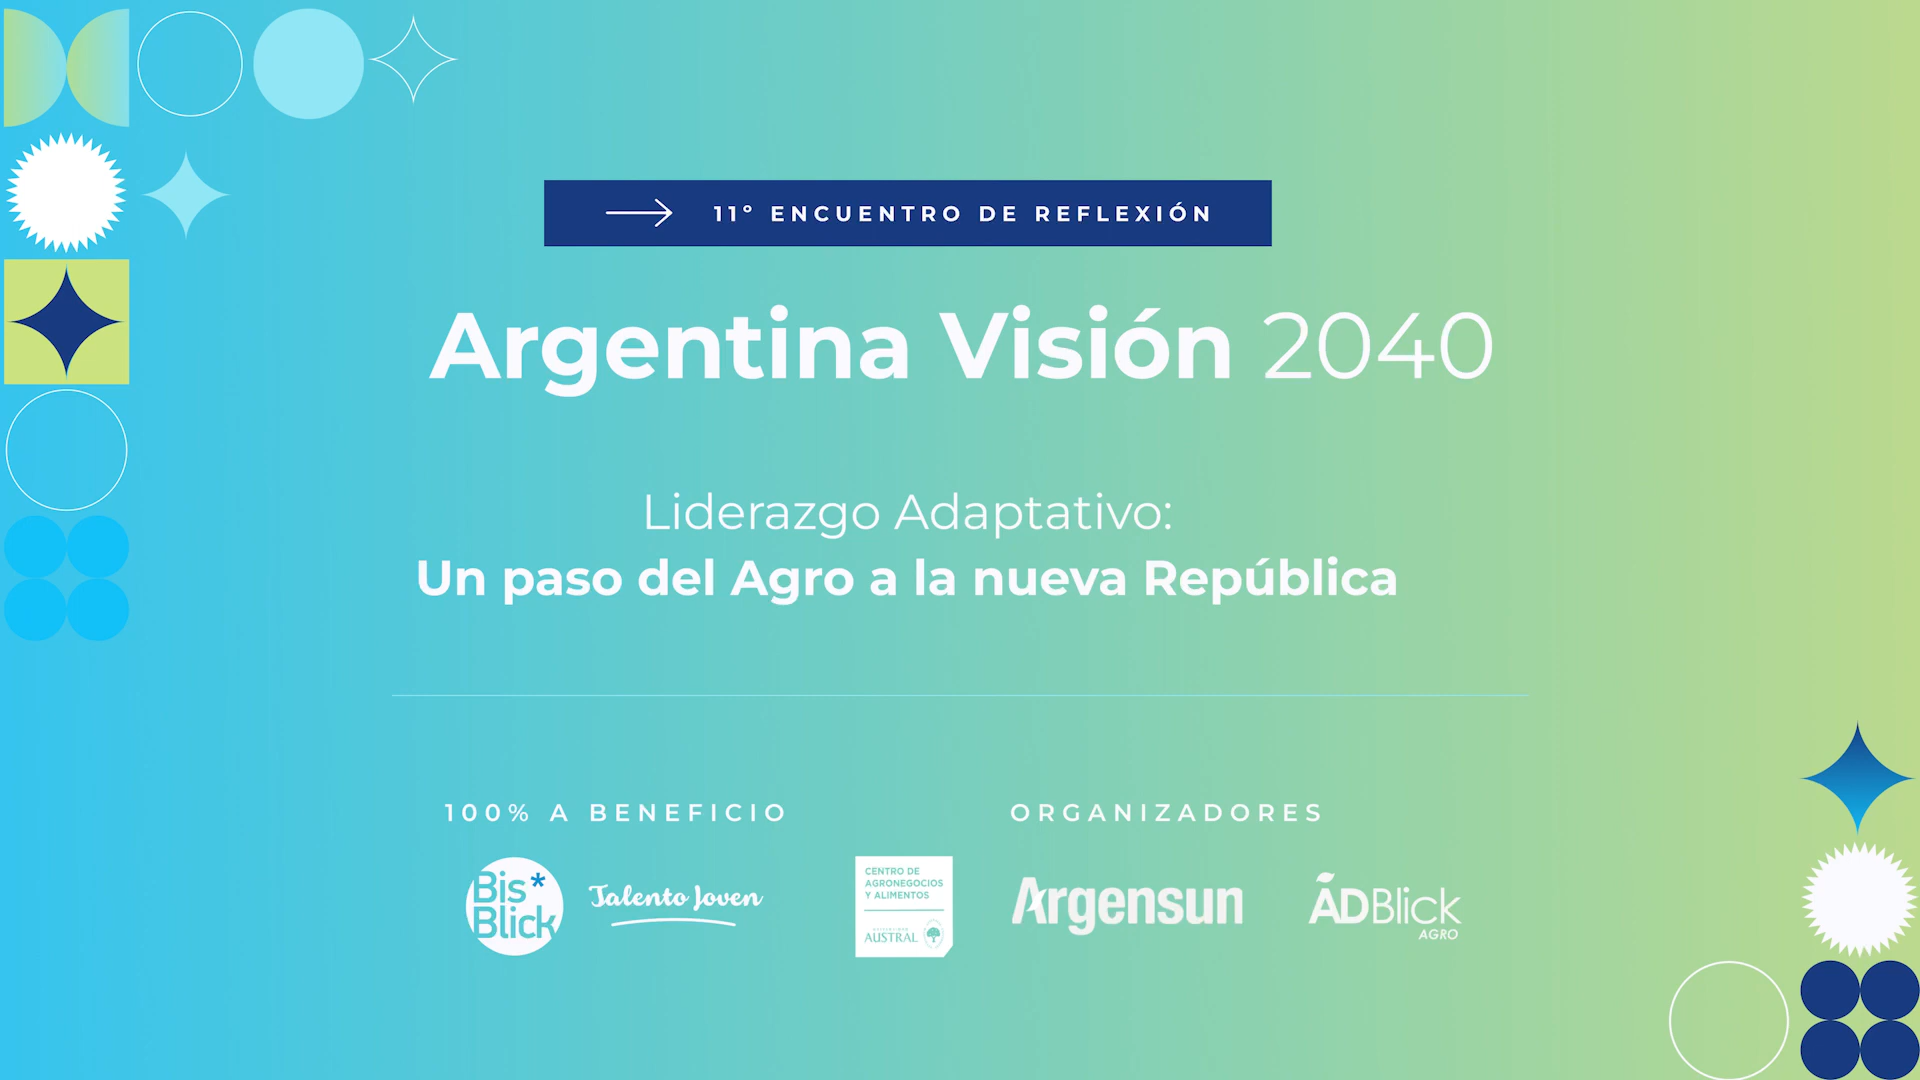 11° ENCUENTRO DE REFLEXIÓN
Argentina Visión 2040
Liderazgo Adaptativo:
Un paso del Agro a la nueva República
100% A BENEFICIO
Bis*
Blick
Talento Joven
ORGANIZADORES
CENTRO DE
AGRONEGOCIOS
Y ALIMENTOS
UNIVERSIDAD
AUSTRAL
Argensun
ADBlick
AGRO